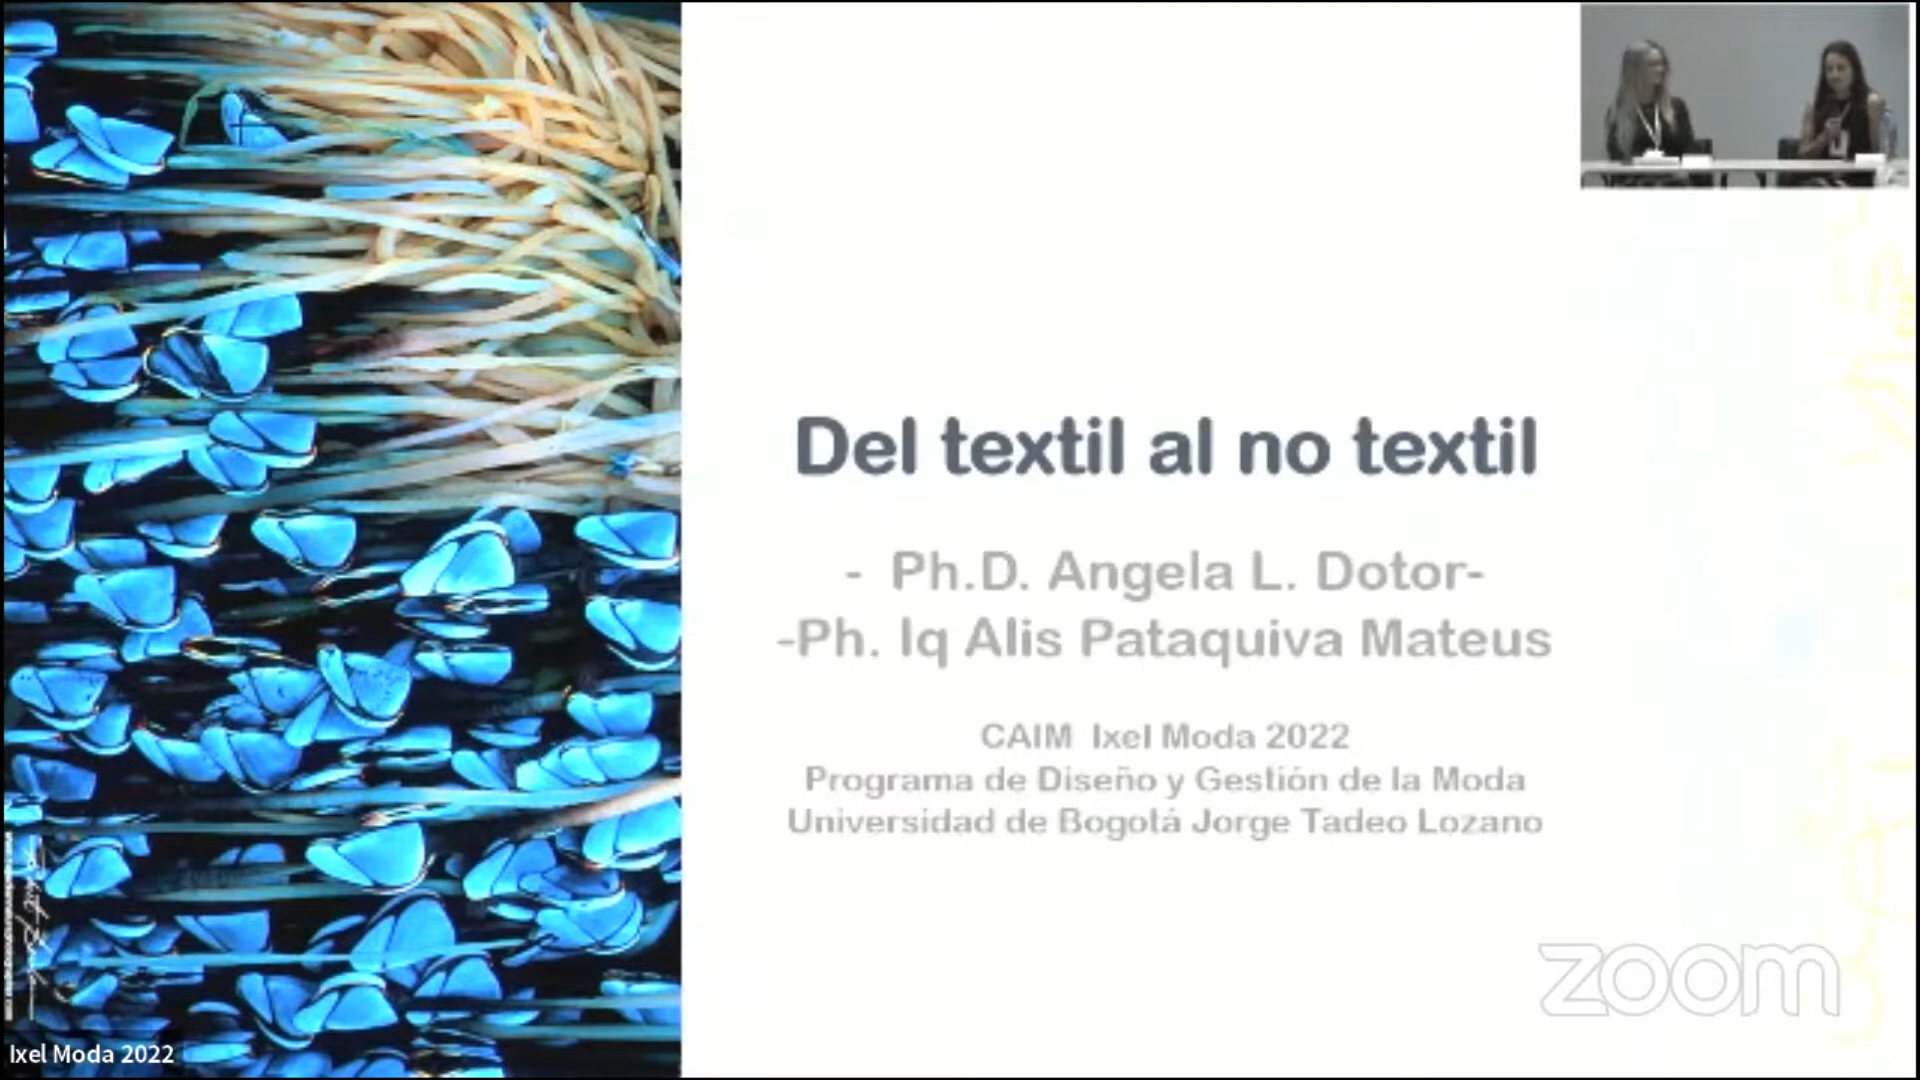 Del textil al no textil
- Ph.D. Angela L. Dotor-
-Ph. Iq Alis Pataquiva Mateus
CAIM Ixel Moda 2022
Programa de Diseño y Gestión de la Moda
Universidad de Bogotá Jorge Tadeo Lozano
zoom
Ixel Moda 2022